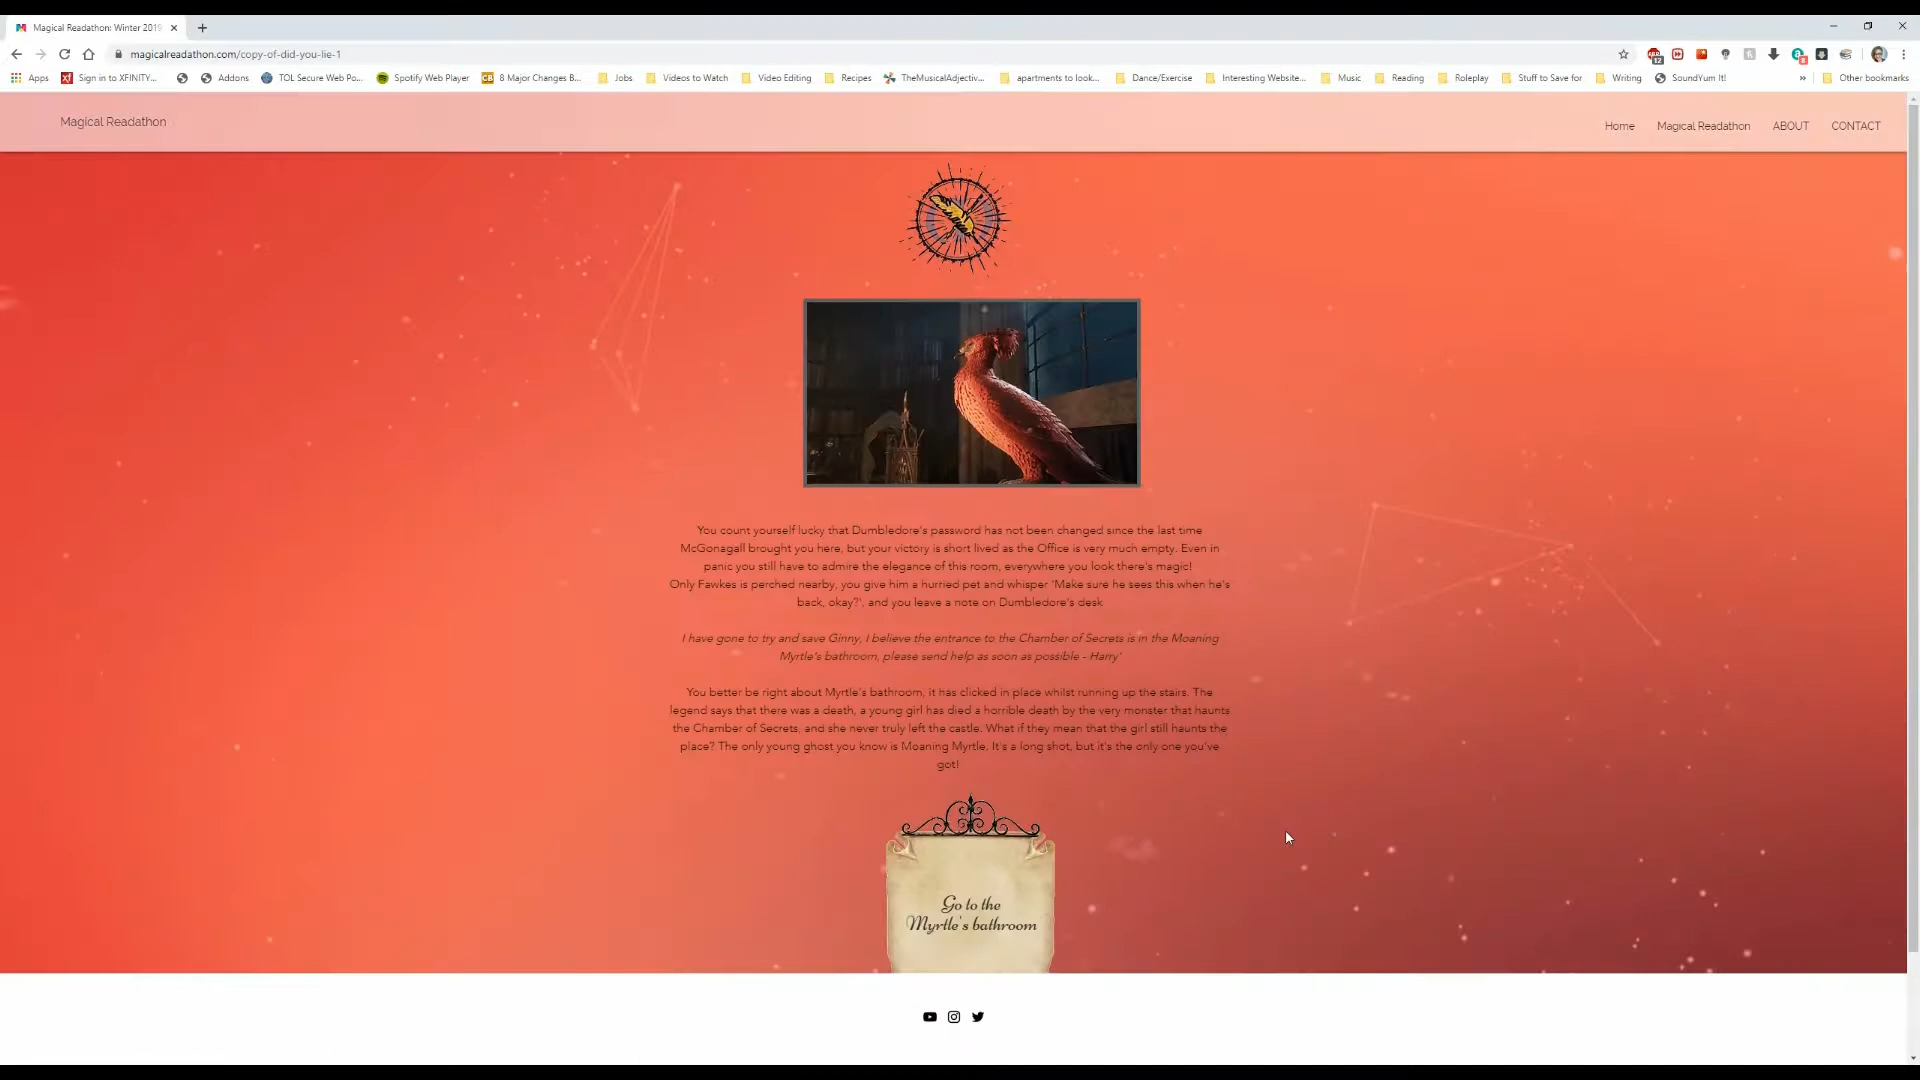 Magical Readathon: Winter 2019
magicalreadathon.com/copy-of-did-you-lie-1
12
8
Apps
Sign in to XFINITY...
Addons
TOL Secure Web Po...
Spotify Web Player
CB
8 Major Changes B...
Jobs
Videos to Watch
Video Editing
Recipes
TheMusicalAdjectiv...
apartments to look...
Dance/Exercise
Interesting Website...
Music
Reading
Roleplay
Stuff to Save for
Writing
SoundYum It!
»
Other bookmarks
Magical Readathon
Home
Magical Readathon
ABOUT
CONTACT
You count yourself lucky that Dumbledore's password has not been changed since the last time
McGonagall brought you here, but your victory is short lived as the Office is very much empty. Even in
panic you still have to admire the elegance of this room, everywhere you look there's magic!
Only Fawkes is perched nearby, you give him a hurried pet and whisper 'Make sure he sees this when he's
back, okay?', and you leave a note on Dumbledore's desk
I have gone to try and save Ginny, I believe the entrance to the Chamber of Secrets is in the Moaning
Myrtle's bathroom, please send help as soon as possible - Harry'
You better be right about Myrtle's bathroom, it has clicked in place whilst running up the stairs. The
legend says that there was a death, a young girl has died a horrible death by the very monster that haunts
the Chamber of Secrets, and she never truly left the castle. What if they mean that the girl still haunts the
place? The only young ghost you know is Moaning Myrtle. It's a long shot, but it's the only one you've
got!
Go to the
Myrtle's bathroom